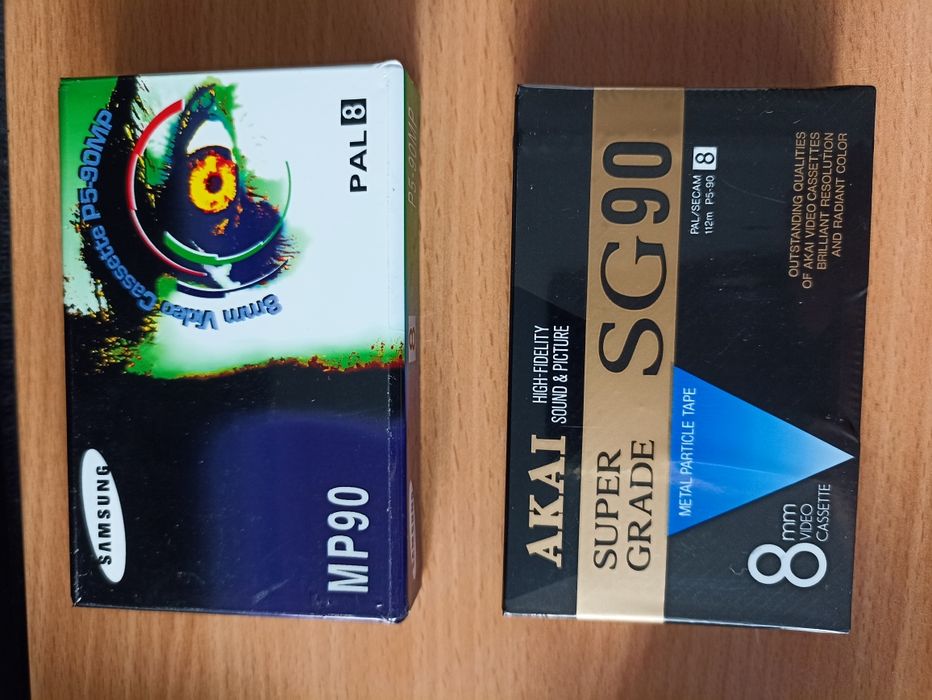 SAMSUNG
8mm Video Cassette P5-90MP
PAL 8
MP90
P5-90MP
8
AKAI
HIGH-FIDELITY
SOUND & PICTURE
SUPER
GRADE
SG90
METAL PARTICLE TAPE
PAL/SECAM 8
112m P5-90
8mm
VIDEO
CASSETTE
OUTSTANDING QUALITIES
OF AKAI VIDEO CASSETTES
BRILLIANT RESOLUTION
AND RADIANT COLOR